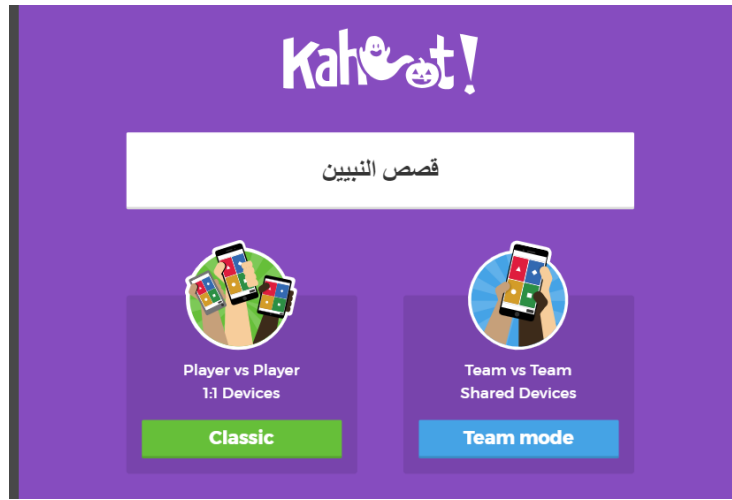 Kahoot!
قصص النبيين
Player vs Player
1:1 Devices
Classic
Team vs Team
Shared Devices
Team mode